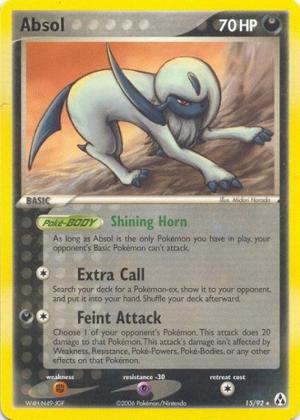 Absol
70 HP
Illus. Midori Harada
BASIC
Poké-BODY Shining Horn
As long as Absol is the only Pokémon you have in play, your
opponent's Basic Pokémon can't attack.
Extra Call
Search your deck for a Pokémon-ex, show it to your opponent,
and put it into your hand. Shuffle your deck afterward.
Feint Attack
Choose 1 of your opponent's Pokémon. This attack does 20
damage to that Pokémon. This attack's damage isn't affected by
Weakness, Resistance, Poké-Powers, Poké-Bodies, or any other
effects on that Pokémon.
weakness
resistance -30
retreat cost
W4H N49 JGF
©2006 Pokémon/Nintendo
15/92